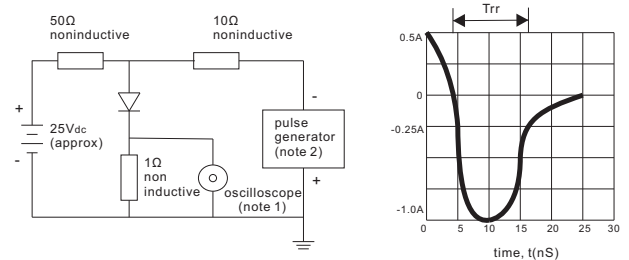 50Ω
noninductive
10Ω
noninductive
+
25Vdc
(approx)
-
1Ω
non
inductive
oscilloscope
(note 1)
-
pulse
generator
(note 2)
+
Trr
0.5A
0
-0.25A
-1.0A
0 5 10 15 20 25 30
time, t(nS)